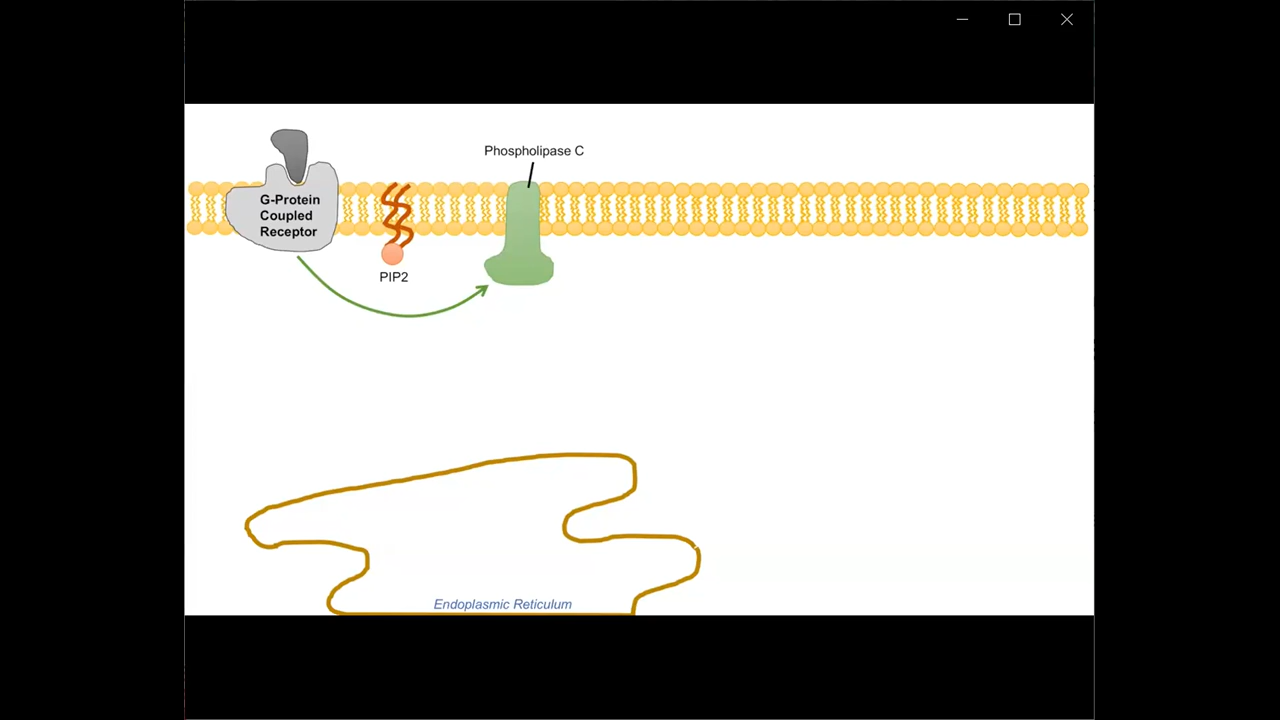 Phospholipase C
G-Protein
Coupled
Receptor
PIP2
Endoplasmic Reticulum